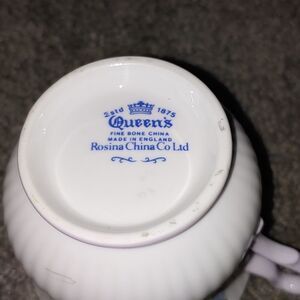 Estd 1875
Queen's
FINE BONE CHINA
MADE IN ENGLAND
Rosina China Co Ltd